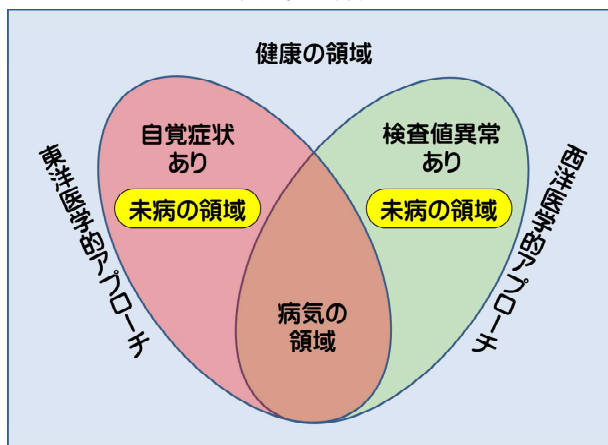 健康の領域
自覚症状
あり
未病の領域
検査値異常
あり
未病の領域
東洋医学的アプローチ
西洋医学的アプローチ
病気の
領域